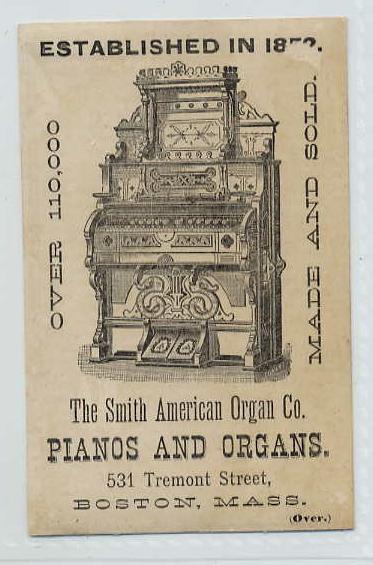 ESTABLISHED IN
OVER 110,000
MADE AND SOLD.
The Smith American Organ Co.
PIANOS AND ORGANS.
531 Tremont Street,
BOSTON, MASS.
(Over.)